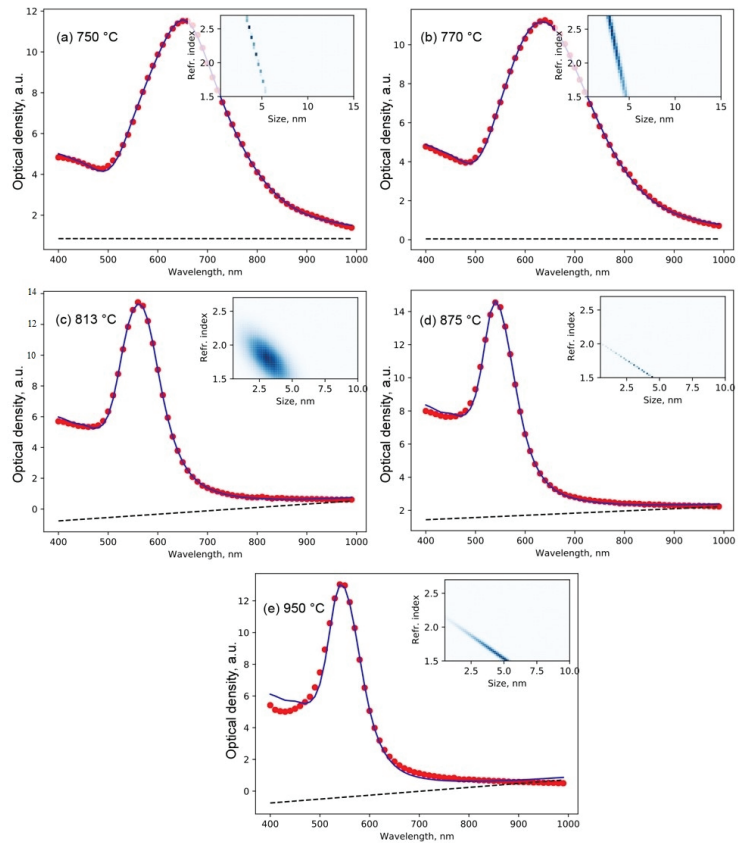 (a) 750 °C
12
10
8
6
4
2
400 500 600 700 800 900 1000
Wavelength, nm
Optical density, a.u.
2.5
2.0
1.5
5 10 15
Size, nm
Refr. index
(b) 770 °C
10
8
6
4
2
0
400 500 600 700 800 900 1000
Wavelength, nm
Optical density, a.u.
2.5
2.0
1.5
5 10 15
Size, nm
Refr. index
(c) 813 °C
14
12
10
8
6
4
2
0
400 500 600 700 800 900 1000
Wavelength, nm
Optical density, a.u.
2.5
2.0
1.5
2.5 5.0 7.5 10.0
Size, nm
Refr. index
(d) 875 °C
14
12
10
8
6
4
2
400 500 600 700 800 900 1000
Wavelength, nm
Optical density, a.u.
2.5
2.0
1.5
2.5 5.0 7.5 10.0
Size, nm
Refr. index
(e) 950 °C
12
10
8
6
4
2
0
400 500 600 700 800 900 1000
Wavelength, nm
Optical density, a.u.
2.5
2.0
1.5
2.5 5.0 7.5 10.0
Size, nm
Refr. index